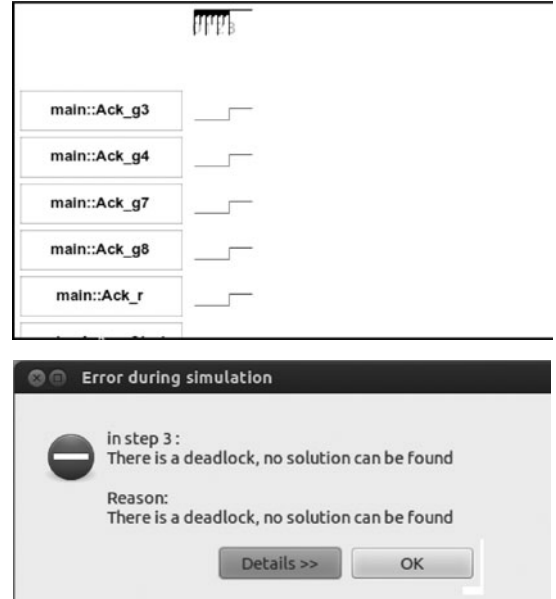 main::Ack_g3
main::Ack_g4
main::Ack_g7
main::Ack_g8
main::Ack_r
Error during simulation
in step 3 :
There is a deadlock, no solution can be found
Reason:
There is a deadlock, no solution can be found
Details >> OK